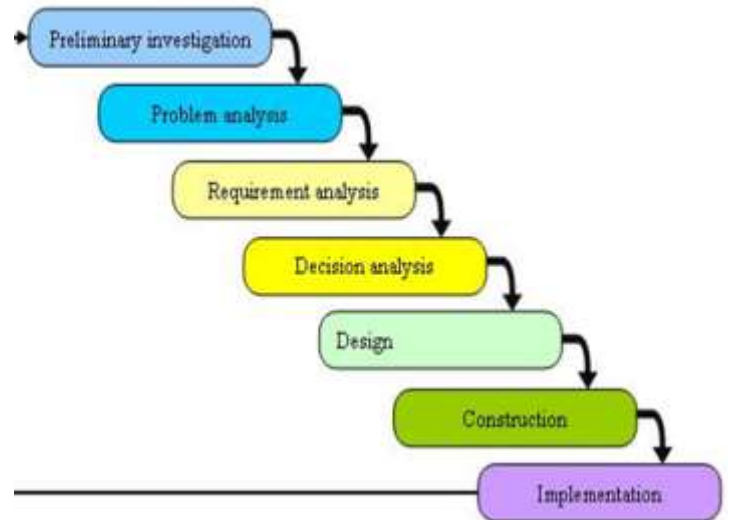 Preliminary investigation
Problem analysis
Requirement analysis
Decision analysis
Design
Construction
Implementation